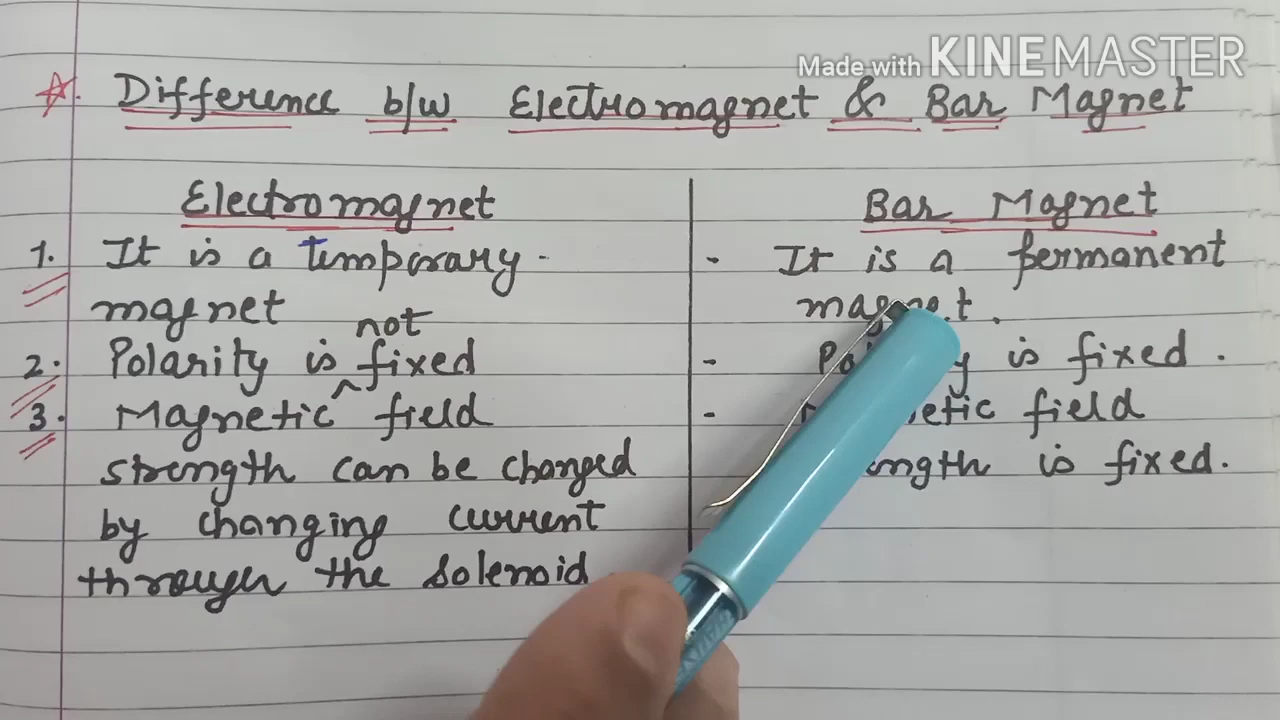 Made with KINEMASTER
Difference b/w Electromagnet & Bar Magnet
Electromagnet
1. It is a temporary
magnet
not
2. Polarity is ^ fixed
3. Magnetic field
strength can be changed
by changing current
through the solenoid
Bar Magnet
- It is a permanent
magnet.
- is fixed.
- field
is fixed.